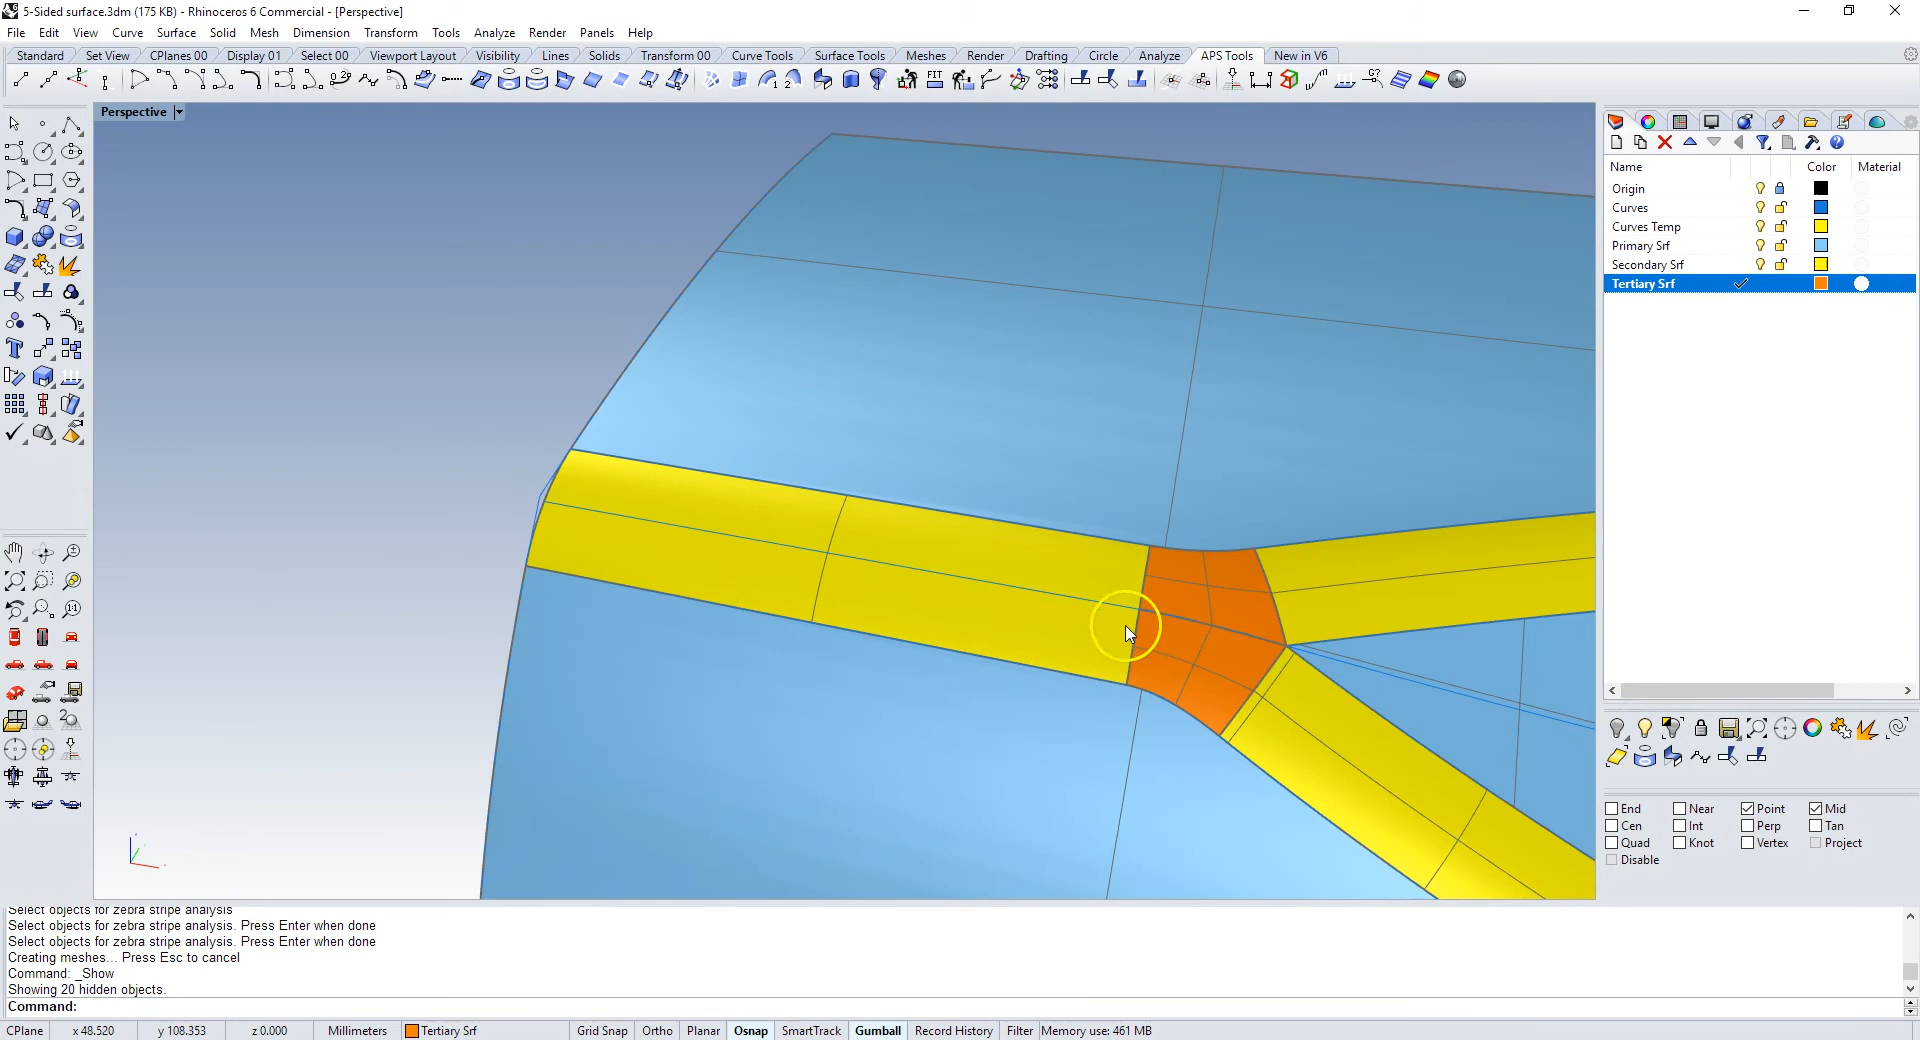 5-Sided surface.3dm (175 KB) - Rhinoceros 6 Commercial - [Perspective]
File Edit View Curve Surface Solid Mesh Dimension Transform Tools Analyze Render Panels Help
Standard Set View CPlanes 00 Display 01 Select 00 Viewport Layout Visibility Lines Solids Transform 00 Curve Tools Surface Tools Meshes Render Drafting Circle Analyze APS Tools New in V6
FIT
Perspective
Name Color Material
Origin
Curves
Curves Temp
Primary Srf
Secondary Srf
Tertiary Srf
End Near Point Mid
Cen Int Perp Tan
Quad Knot Vertex Project
Disable
Select objects for zebra stripe analysis
Select objects for zebra stripe analysis. Press Enter when done
Select objects for zebra stripe analysis. Press Enter when done
Creating meshes... Press Esc to cancel
Command: _Show
Showing 20 hidden objects.
Command:
CPlane x 48.520 y 108.353 z 0.000 Millimeters Tertiary Srf Grid Snap Ortho Planar Osnap SmartTrack Gumball Record History Filter Memory use: 461 MB